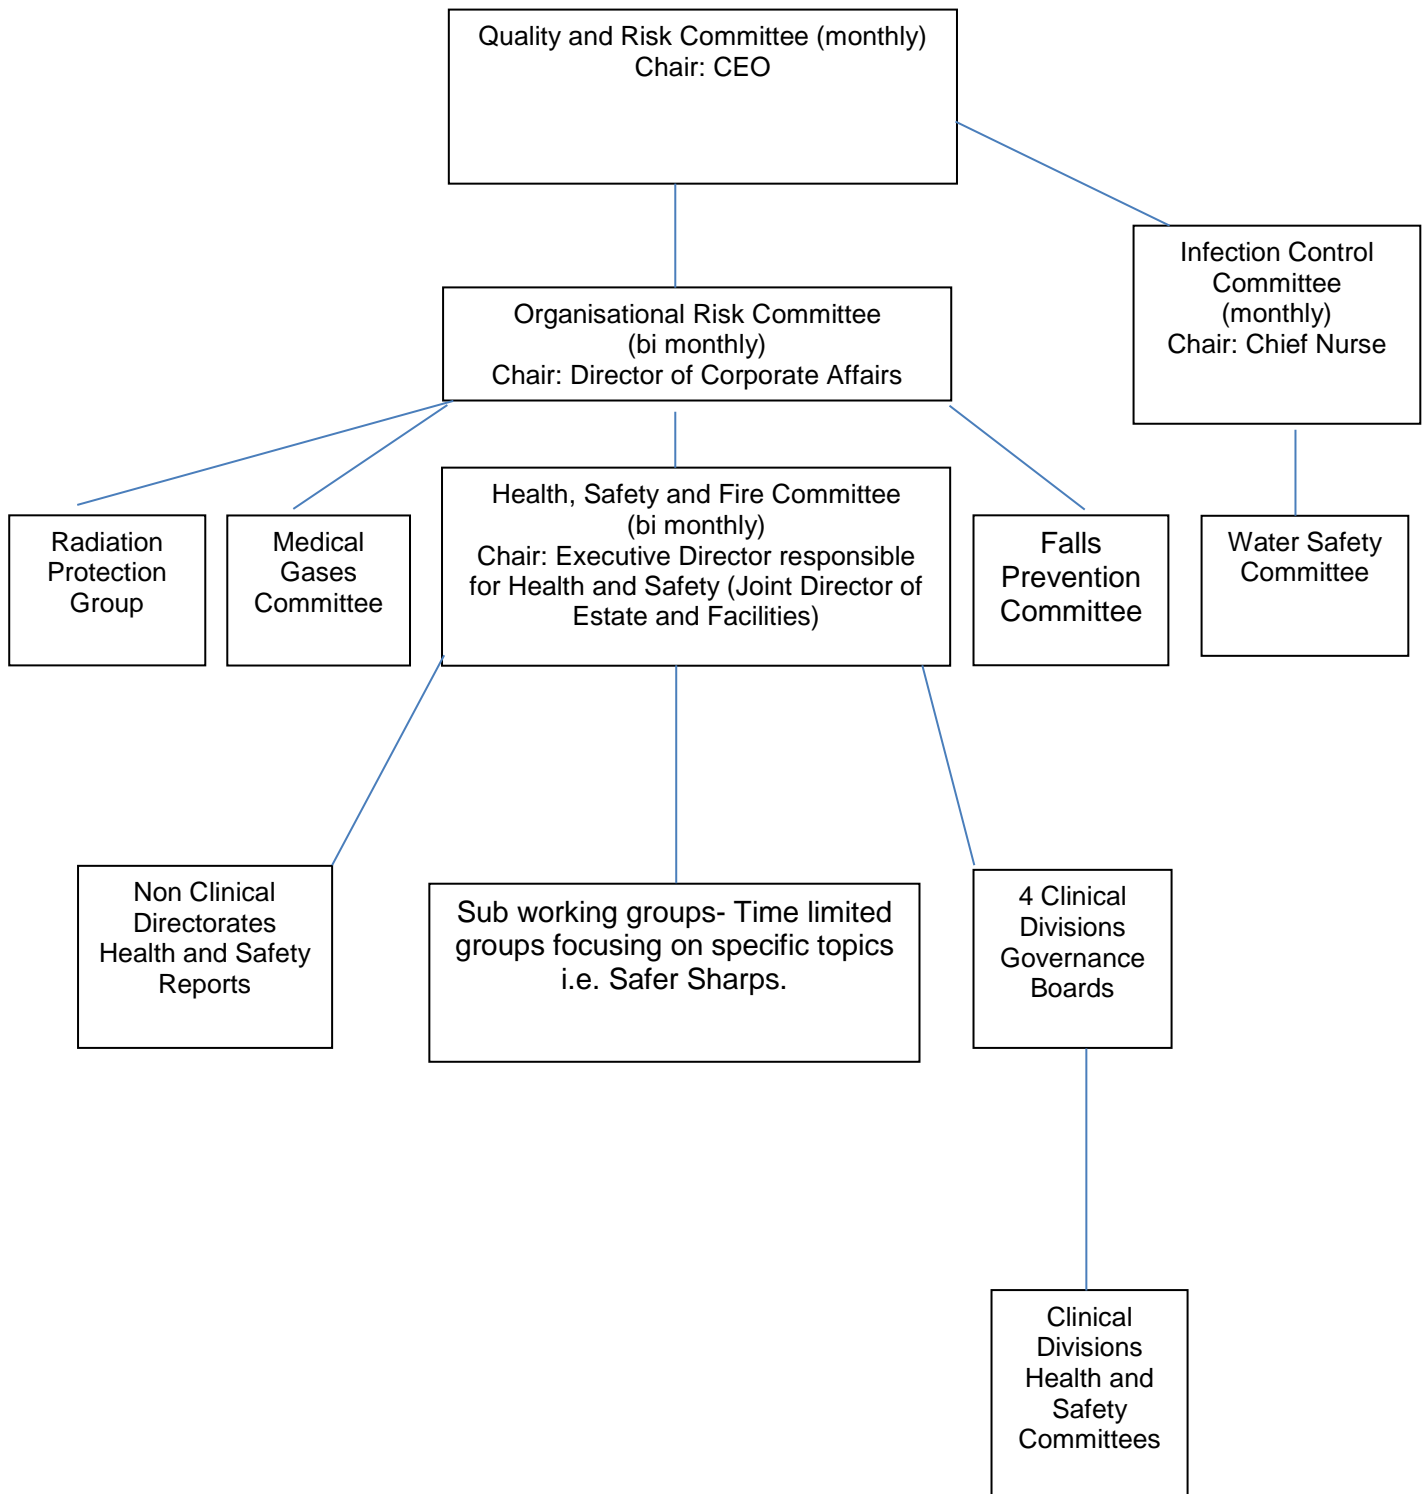 Quality and Risk Committee (monthly)
Chair: CEO
Infection Control
Committee
(monthly)
Chair: Chief Nurse
Organisational Risk Committee
(bi monthly)
Chair: Director of Corporate Affairs
Radiation
Protection
Group
Medical
Gases
Committee
Health, Safety and Fire Committee
(bi monthly)
Chair: Executive Director responsible
for Health and Safety (Joint Director of
Estate and Facilities)
Falls
Prevention
Committee
Water Safety
Committee
Non Clinical
Directorates
Health and Safety
Reports
Sub working groups- Time limited
groups focusing on specific topics
i.e. Safer Sharps.
4 Clinical
Divisions
Governance
Boards
Clinical
Divisions
Health and
Safety
Committees